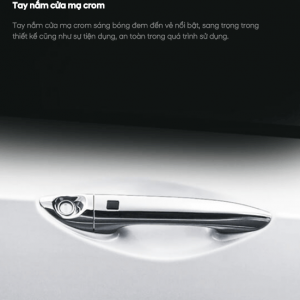 Tay nắm cửa mạ crom
Tay nắm cửa mạ crom sáng bóng đem đến vẻ nổi bật, sang trọng trong
thiết kế cũng như sự tiện dụng, an toàn trong quá trình sử dụng.